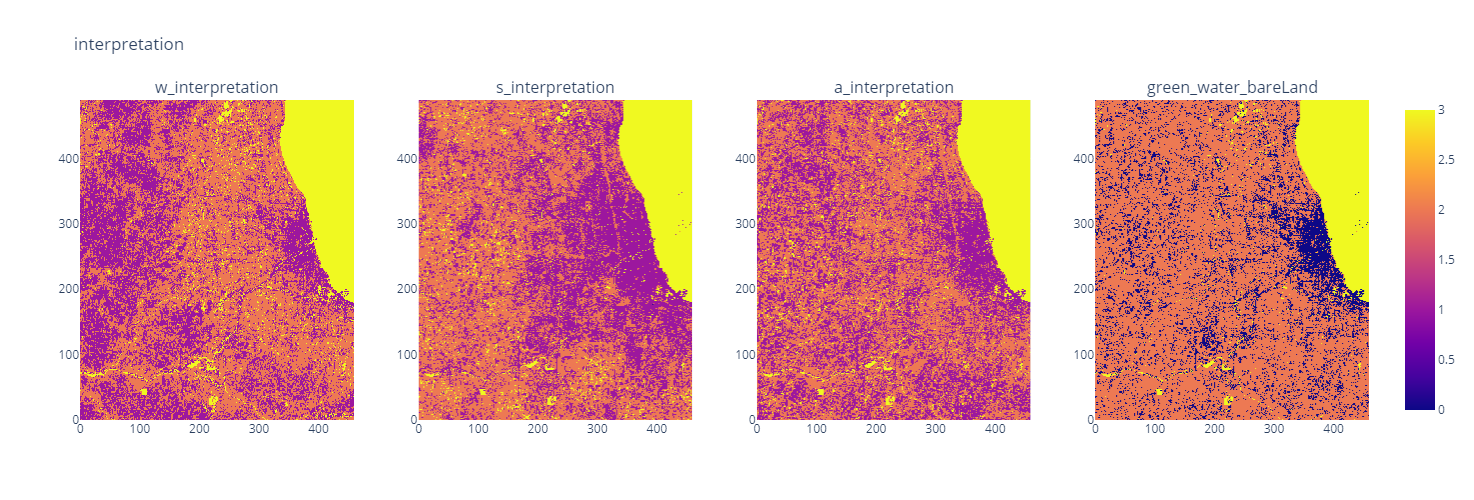 interpretation
w_interpretation s_interpretation a_interpretation green_water_bareLand
3
400 400 400 400 2.5
300 300 300 300 2
1.5
200 200 200 200
1
100 100 100 100 0.5
0 0 0 0 0
0 100 200 300 400 0 100 200 300 400 0 100 200 300 400 0 100 200 300 400